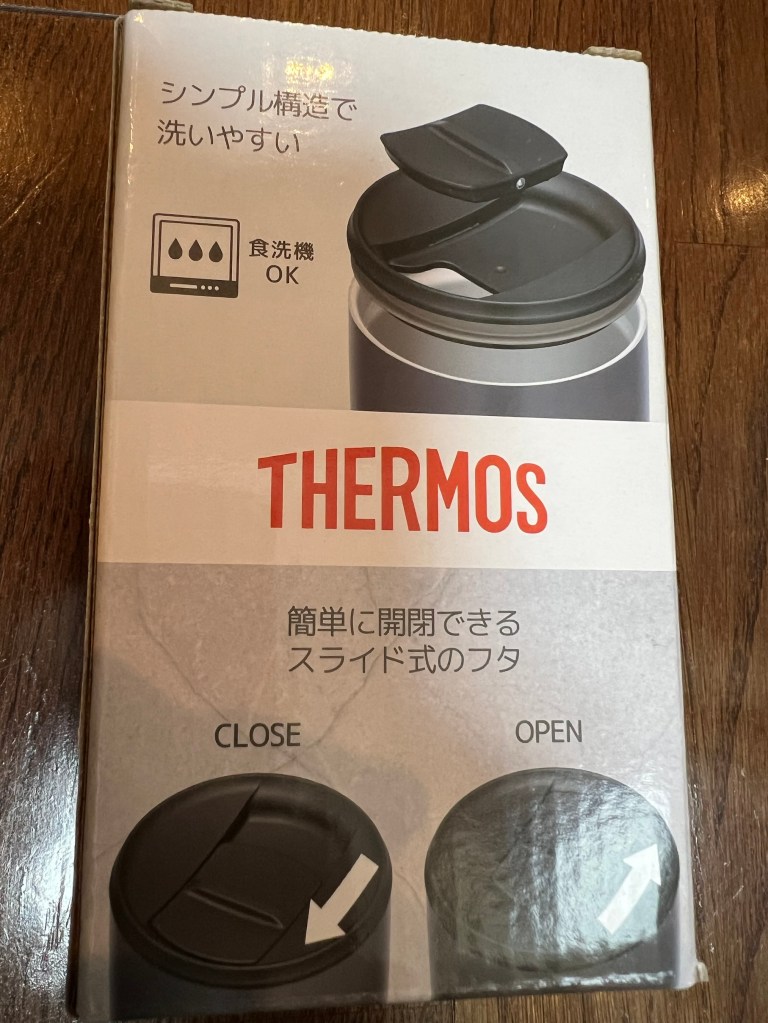 シンプル構造で
洗いやすい
食洗機
OK
THERMOS
簡単に開閉できる
スライド式のフタ
CLOSE
OPEN